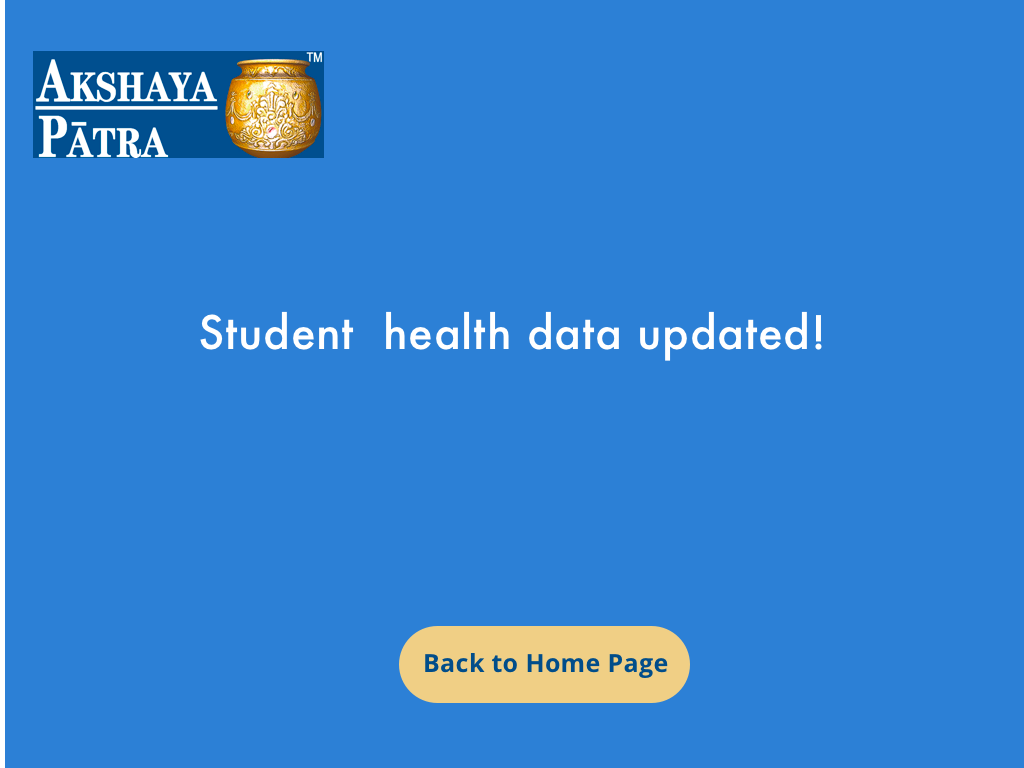 AKSHAYA
PĀTRA
TM
Student health data updated!
Back to Home Page